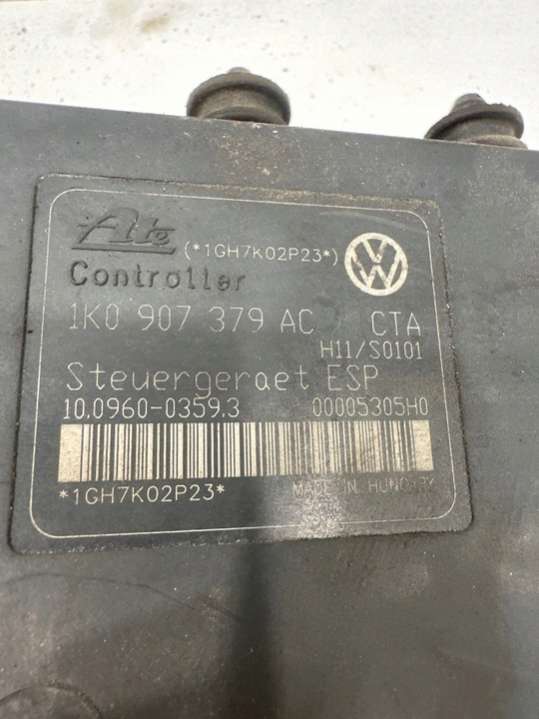 Ate (*1GH7K02P23*)
Controller
1K0 907 379 AC CTA
H11/S0101
Steuergeraet ESP
10.0960-0359.3 00005305H0
*1GH7K02P23* MADE IN HUNGARY